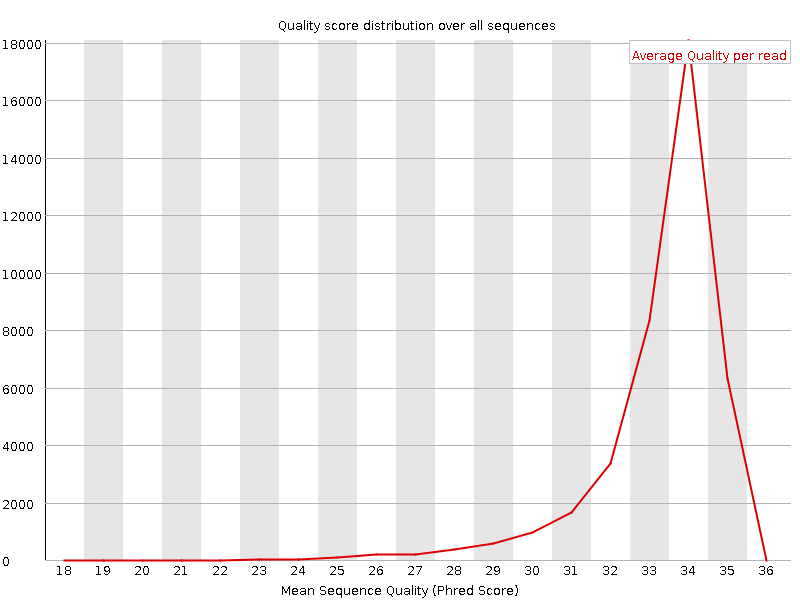 Quality score distribution over all sequences
Average Quality per read
18000
16000
14000
12000
10000
8000
6000
4000
2000
0
18 19 20 21 22 23 24 25 26 27 28 29 30 31 32 33 34 35 36
Mean Sequence Quality (Phred Score)